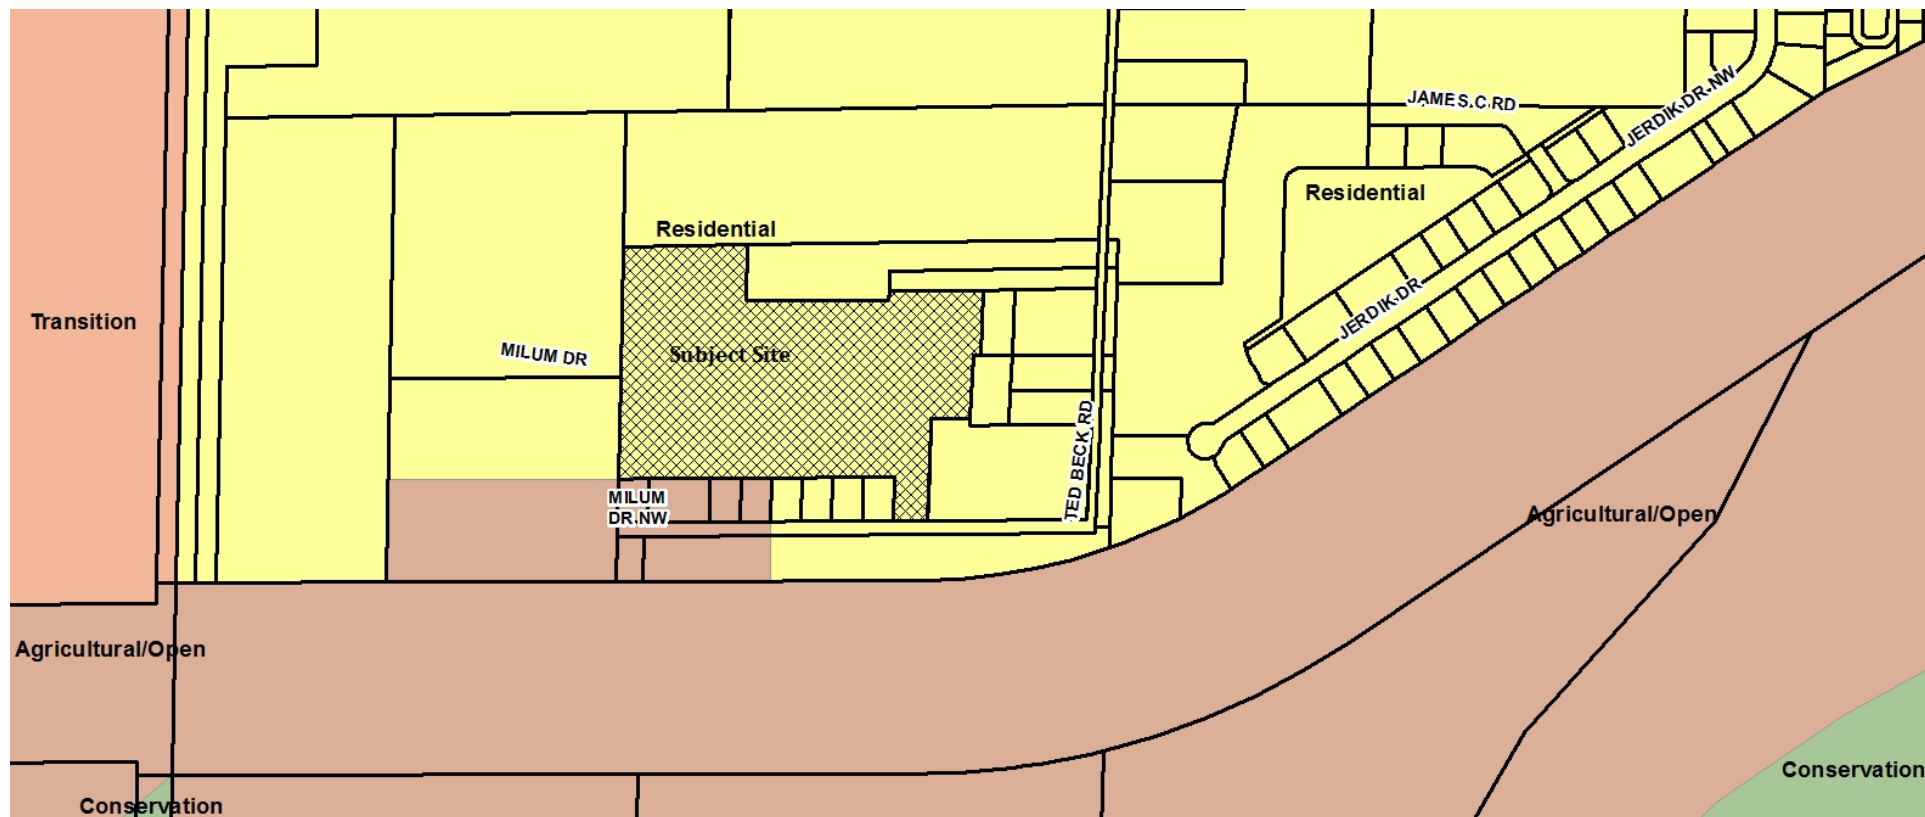 JAMES C RD
JERDIK DR NW
Residential
Residential
Transition
JERDIK DR
MILUM DR
Subject Site
TED BECK RD
MILUM
DR NW
Agricultural/Open
Agricultural/Open
Conservation
Conservation